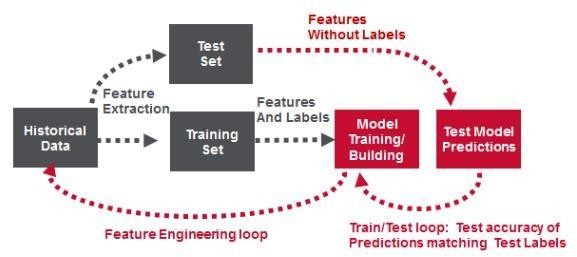 Features
Without Labels
Test
Set
Feature
Extraction
Features
And Labels
Historical
Data
Training
Set
Model
Training/
Building
Test Model
Predictions
Feature Engineering loop
Train/Test loop: Test accuracy of
Predictions matching Test Labels